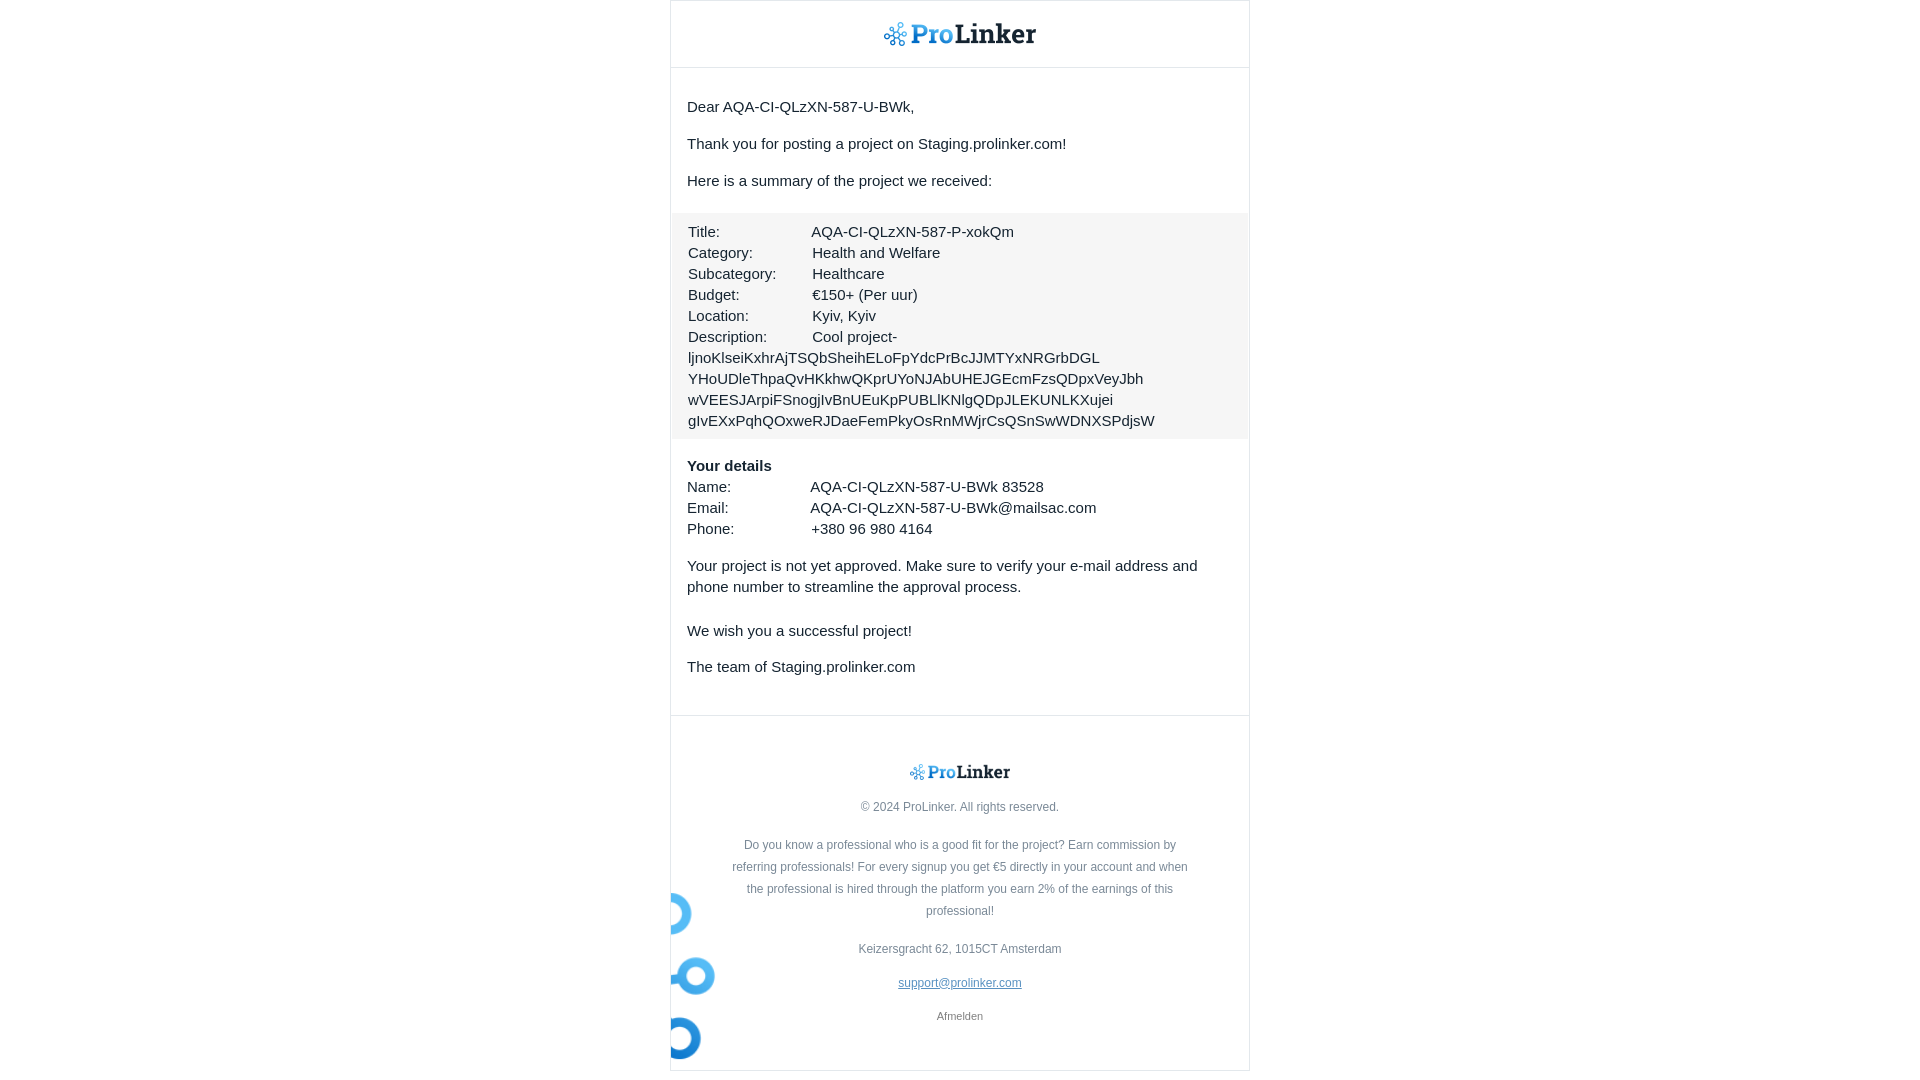 ProLinker
Dear AQA-CI-QLzXN-587-U-BWk,
Thank you for posting a project on Staging.prolinker.com!
Here is a summary of the project we received:
Title: AQA-CI-QLzXN-587-P-xokQm
Category: Health and Welfare
Subcategory: Healthcare
Budget: €150+ (Per uur)
Location: Kyiv, Kyiv
Description: Cool project-
ljnoKlseiKxhrAjTSQbSheihELoFpYdcPrBcJJMTYxNRGrbDGL
YHoUDleThpaQvHKkhwQKprUYoNJAbUHEJGEcmFzsQDpxVeyJbh
wVEESJArpiFSnogjIvBnUEuKpPUBLlKNlgQDpJLEKUNLKXujei
gIvEXxPqhQOxweRJDaeFemPkyOsRnMWjrCsQSnSwWDNXSPdjsW
Your details
Name: AQA-CI-QLzXN-587-U-BWk 83528
Email: AQA-CI-QLzXN-587-U-BWk@mailsac.com
Phone: +380 96 980 4164
Your project is not yet approved. Make sure to verify your e-mail address and
phone number to streamline the approval process.
We wish you a successful project!
The team of Staging.prolinker.com
ProLinker
© 2024 ProLinker. All rights reserved.
Do you know a professional who is a good fit for the project? Earn commission by
referring professionals! For every signup you get €5 directly in your account and when
the professional is hired through the platform you earn 2% of the earnings of this
professional!
Keizersgracht 62, 1015CT Amsterdam
support@prolinker.com
Afmelden